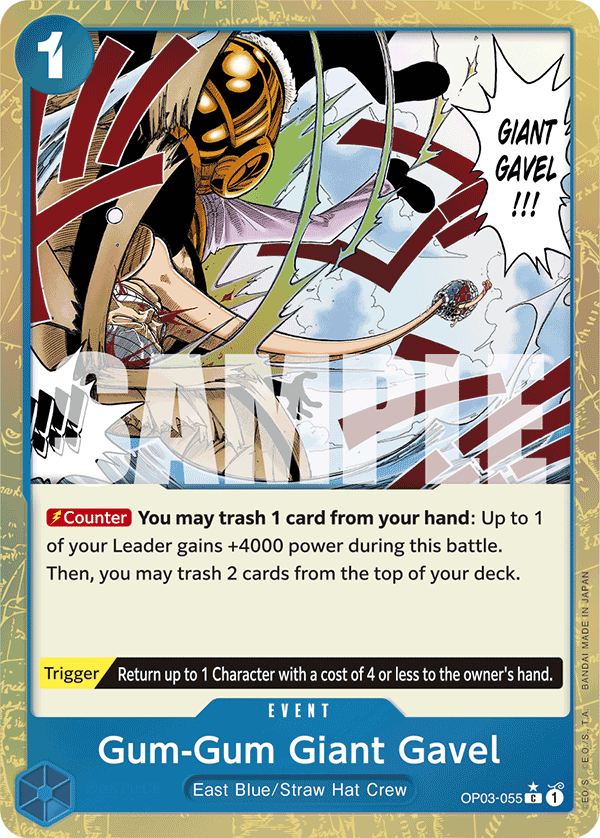 1
GIANT
GAVEL
!!!
SAMPLE
!!!
Counter You may trash 1 card from your hand: Up to 1
of your Leader gains +4000 power during this battle.
Then, you may trash 2 cards from the top of your deck.
Trigger Return up to 1 Character with a cost of 4 or less to the owner's hand.
EVENT
Gum-Gum Giant Gavel
East Blue/Straw Hat Crew
OP03-055 C 1
©E.O.S. ©E.O.S, T.A. BANDAI MADE IN JAPAN